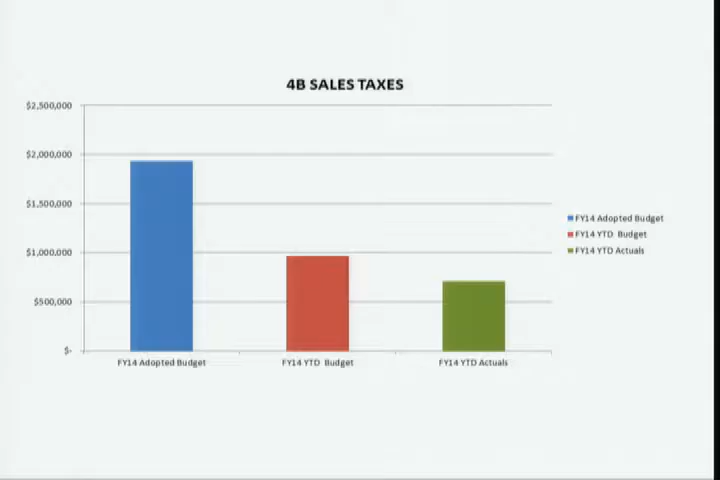 4B SALES TAXES
$2,500,000
$2,000,000
$1,500,000
$1,000,000
$500,000
$-
FY14 Adopted Budget
FY14 YTD Budget
FY14 YTD Actuals
FY14 Adopted Budget
FY14 YTD Budget
FY14 YTD Actuals